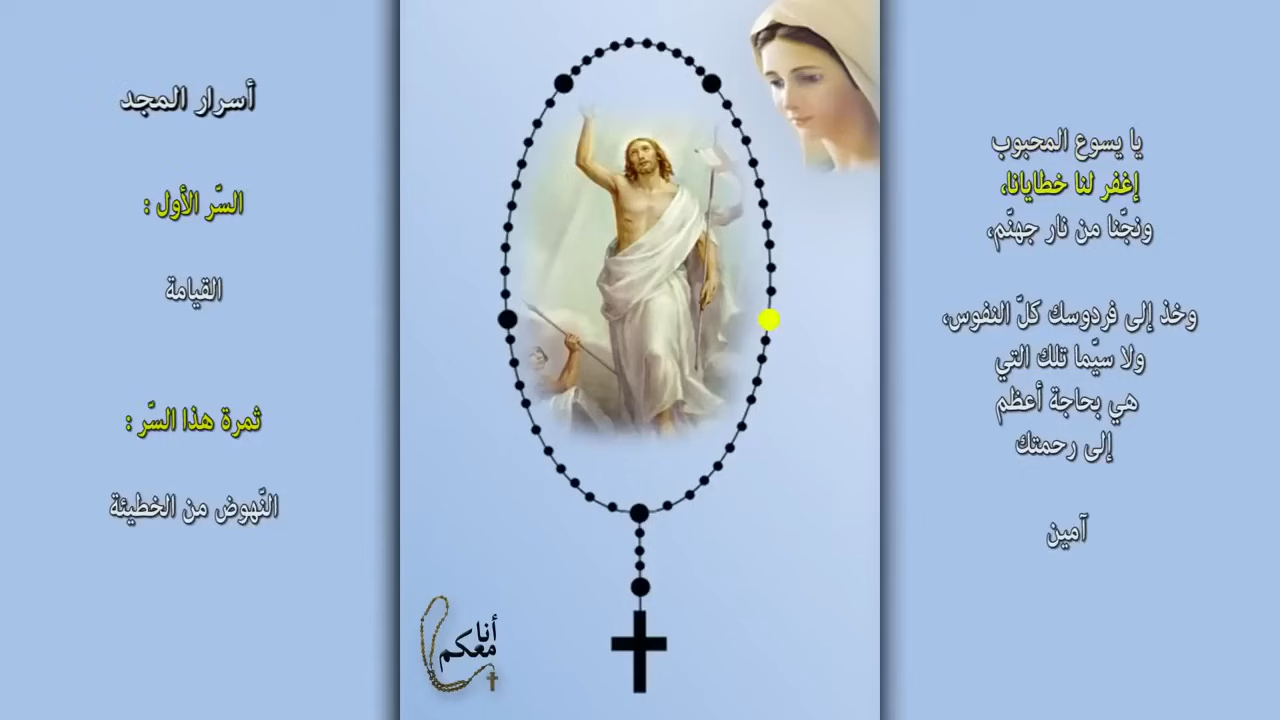 أسرار المجد
السّر الأول :
القيامة
ثمرة هذا السّر :
النّهوض من الخطيئة
يا يسوع المحبوب
إغفر لنا خطايانا،
ونجّنا من نار جهنّم،
وخذ إلى فردوسك كلّ النفوس،
ولا سيّما تلك التي
هي بحاجة أعظم
إلى رحمتك
آمين
أنا
معكم